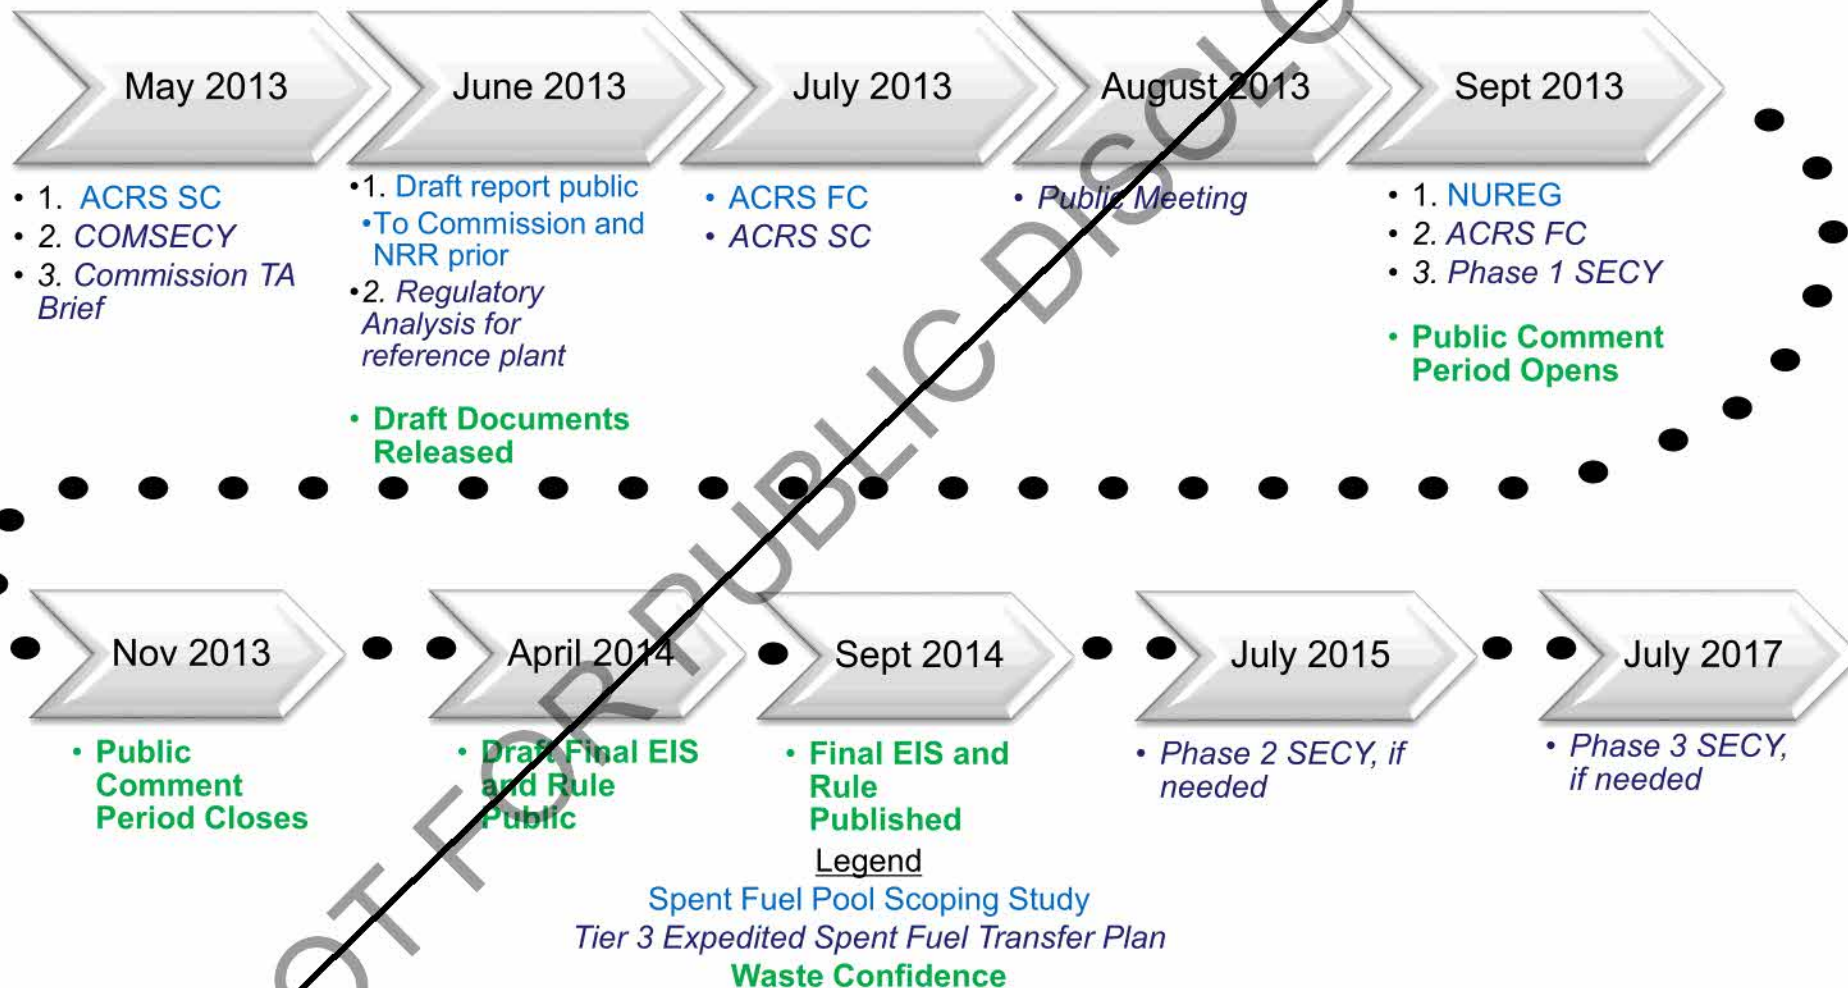 May 2013
• 1. ACRS SC
• 2. COMSECY
• 3. Commission TA
Brief
June 2013
•1. Draft report public
•To Commission and
NRR prior
•2. Regulatory
Analysis for
reference plant
• Draft Documents
Released
July 2013
• ACRS FC
• ACRS SC
August 2013
• Public Meeting
Sept 2013
• 1. NUREG
• 2. ACRS FC
• 3. Phase 1 SECY
• Public Comment
Period Opens
Nov 2013
• Public
Comment
Period Closes
April 2014
• Draft Final EIS
and Rule
Public
Sept 2014
• Final EIS and
Rule
Published
July 2015
• Phase 2 SECY, if
needed
July 2017
• Phase 3 SECY,
if needed
Legend
Spent Fuel Pool Scoping Study
Tier 3 Expedited Spent Fuel Transfer Plan
Waste Confidence
OT FOR PUBLIC DISCLO